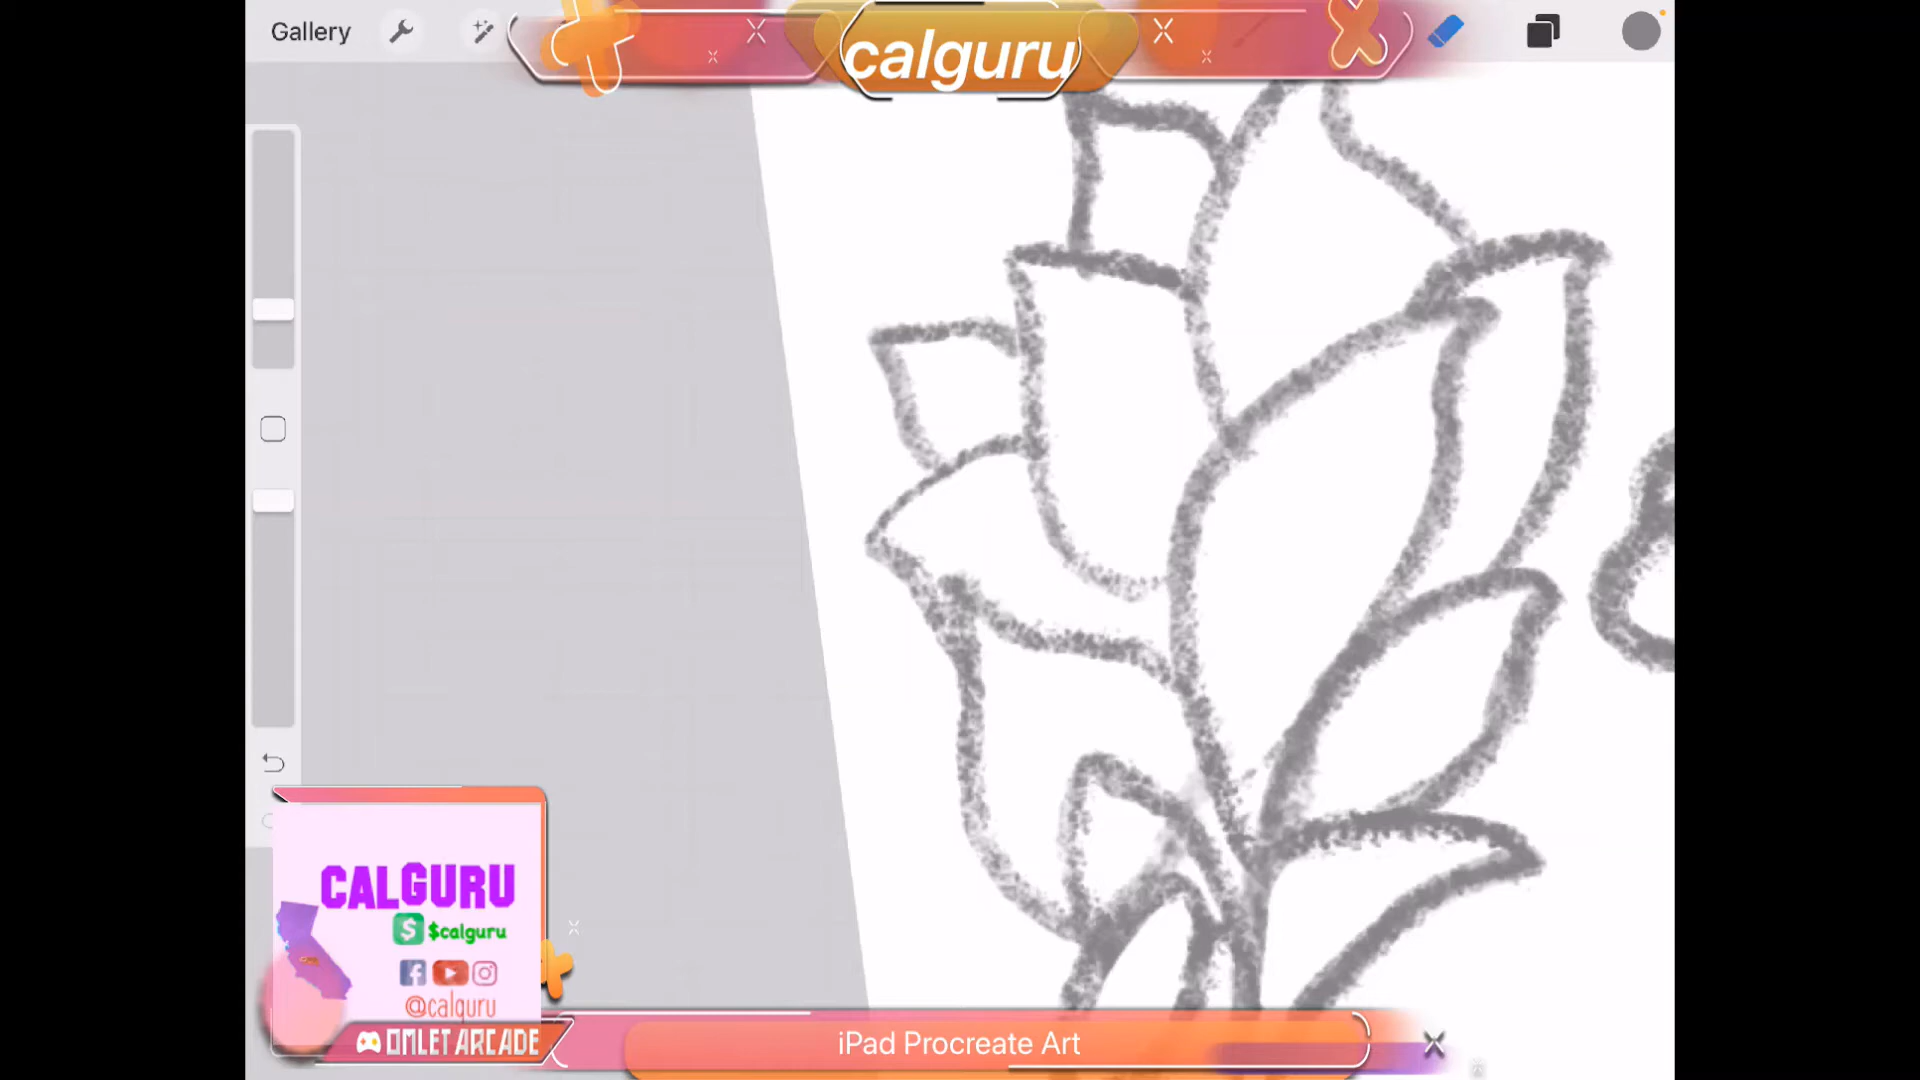 Gallery
calguru
CALGURU
$ $calguru
@calguru
OMLET ARCADE
iPad Procreate Art